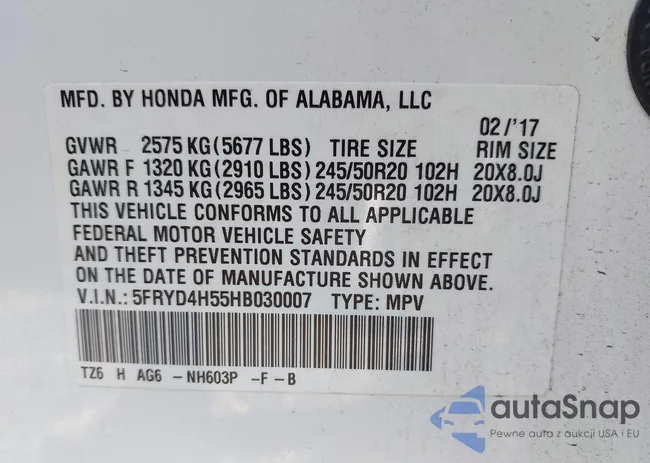 MFD. BY HONDA MFG. OF ALABAMA, LLC
02/'17
GVWR 2575 KG(5677 LBS) TIRE SIZE RIM SIZE
GAWR F 1320 KG(2910 LBS) 245/50R20 102H 20X8.0J
GAWR R 1345 KG(2965 LBS) 245/50R20 102H 20X8.0J
THIS VEHICLE CONFORMS TO ALL APPLICABLE
FEDERAL MOTOR VEHICLE SAFETY
AND THEFT PREVENTION STANDARDS IN EFFECT
ON THE DATE OF MANUFACTURE SHOWN ABOVE.
V.I.N.: 5FRYD4H55HB030007 TYPE: MPV
TZ6 H AG6 -NH603P -F-B
autaSnap
Pewne auta z aukcji USA i EU